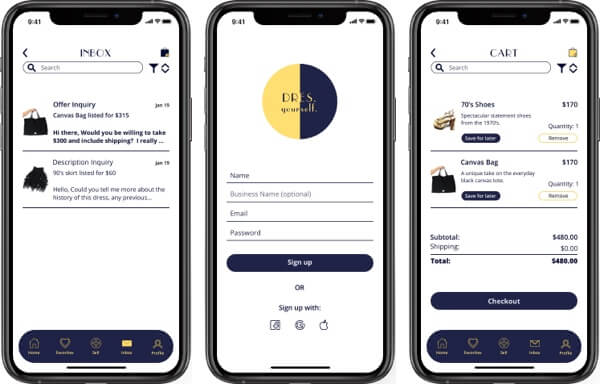 9:41
INBOX
Search
Offer Inquiry
Jan 15
Canvas Bag listed for $315
Hi there, Would you be willing to take
$300 and include shipping? I really ...
Description Inquiry
Jan 15
90's skirt listed for $60
Hello, Could you tell me more about the
history of this dress, any previous...
Home
Favorites
Sell
Inbox
Profile
9:41
DRES.
yourself.
Name
Business Name (optional)
Email
Password
Sign up
OR
Sign up with:
9:41
CART
Search
70's Shoes
$170
Spectacular statement shoes
from the 1970's.
Quantity: 1
Save for later
Remove
Canvas Bag
$170
A unique take on the everyday
black canvas tote.
Quantity: 1
Save for later
Remove
Subtotal:
$480.00
Shipping:
$0.00
Total:
$480.00
Checkout
Home
Favorites
Sell
Inbox
Profile